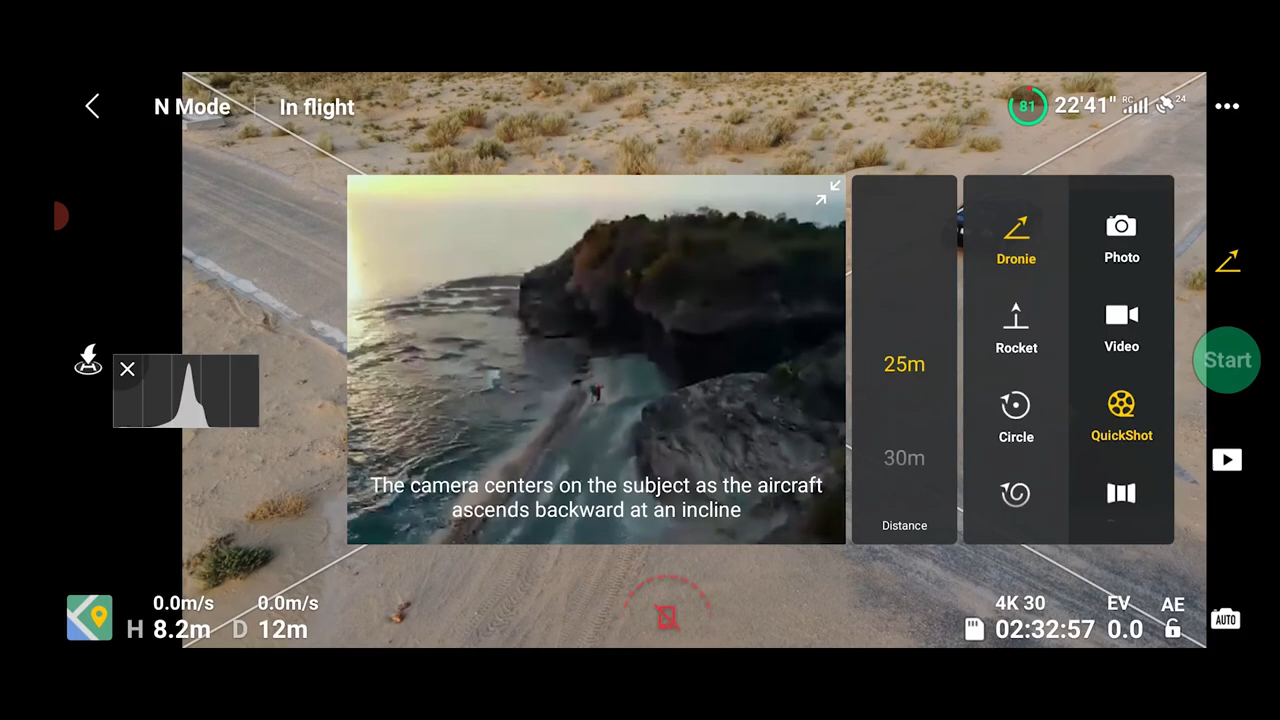 N Mode
In flight
81
22'41"
RC
24
Dronie
Photo
Rocket
Video
Circle
QuickShot
25m
30m
Distance
The camera centers on the subject as the aircraft
ascends backward at an incline
Start
0.0m/s
0.0m/s
H 8.2m
D 12m
4K 30
02:32:57
EV
0.0
AE
AUTO